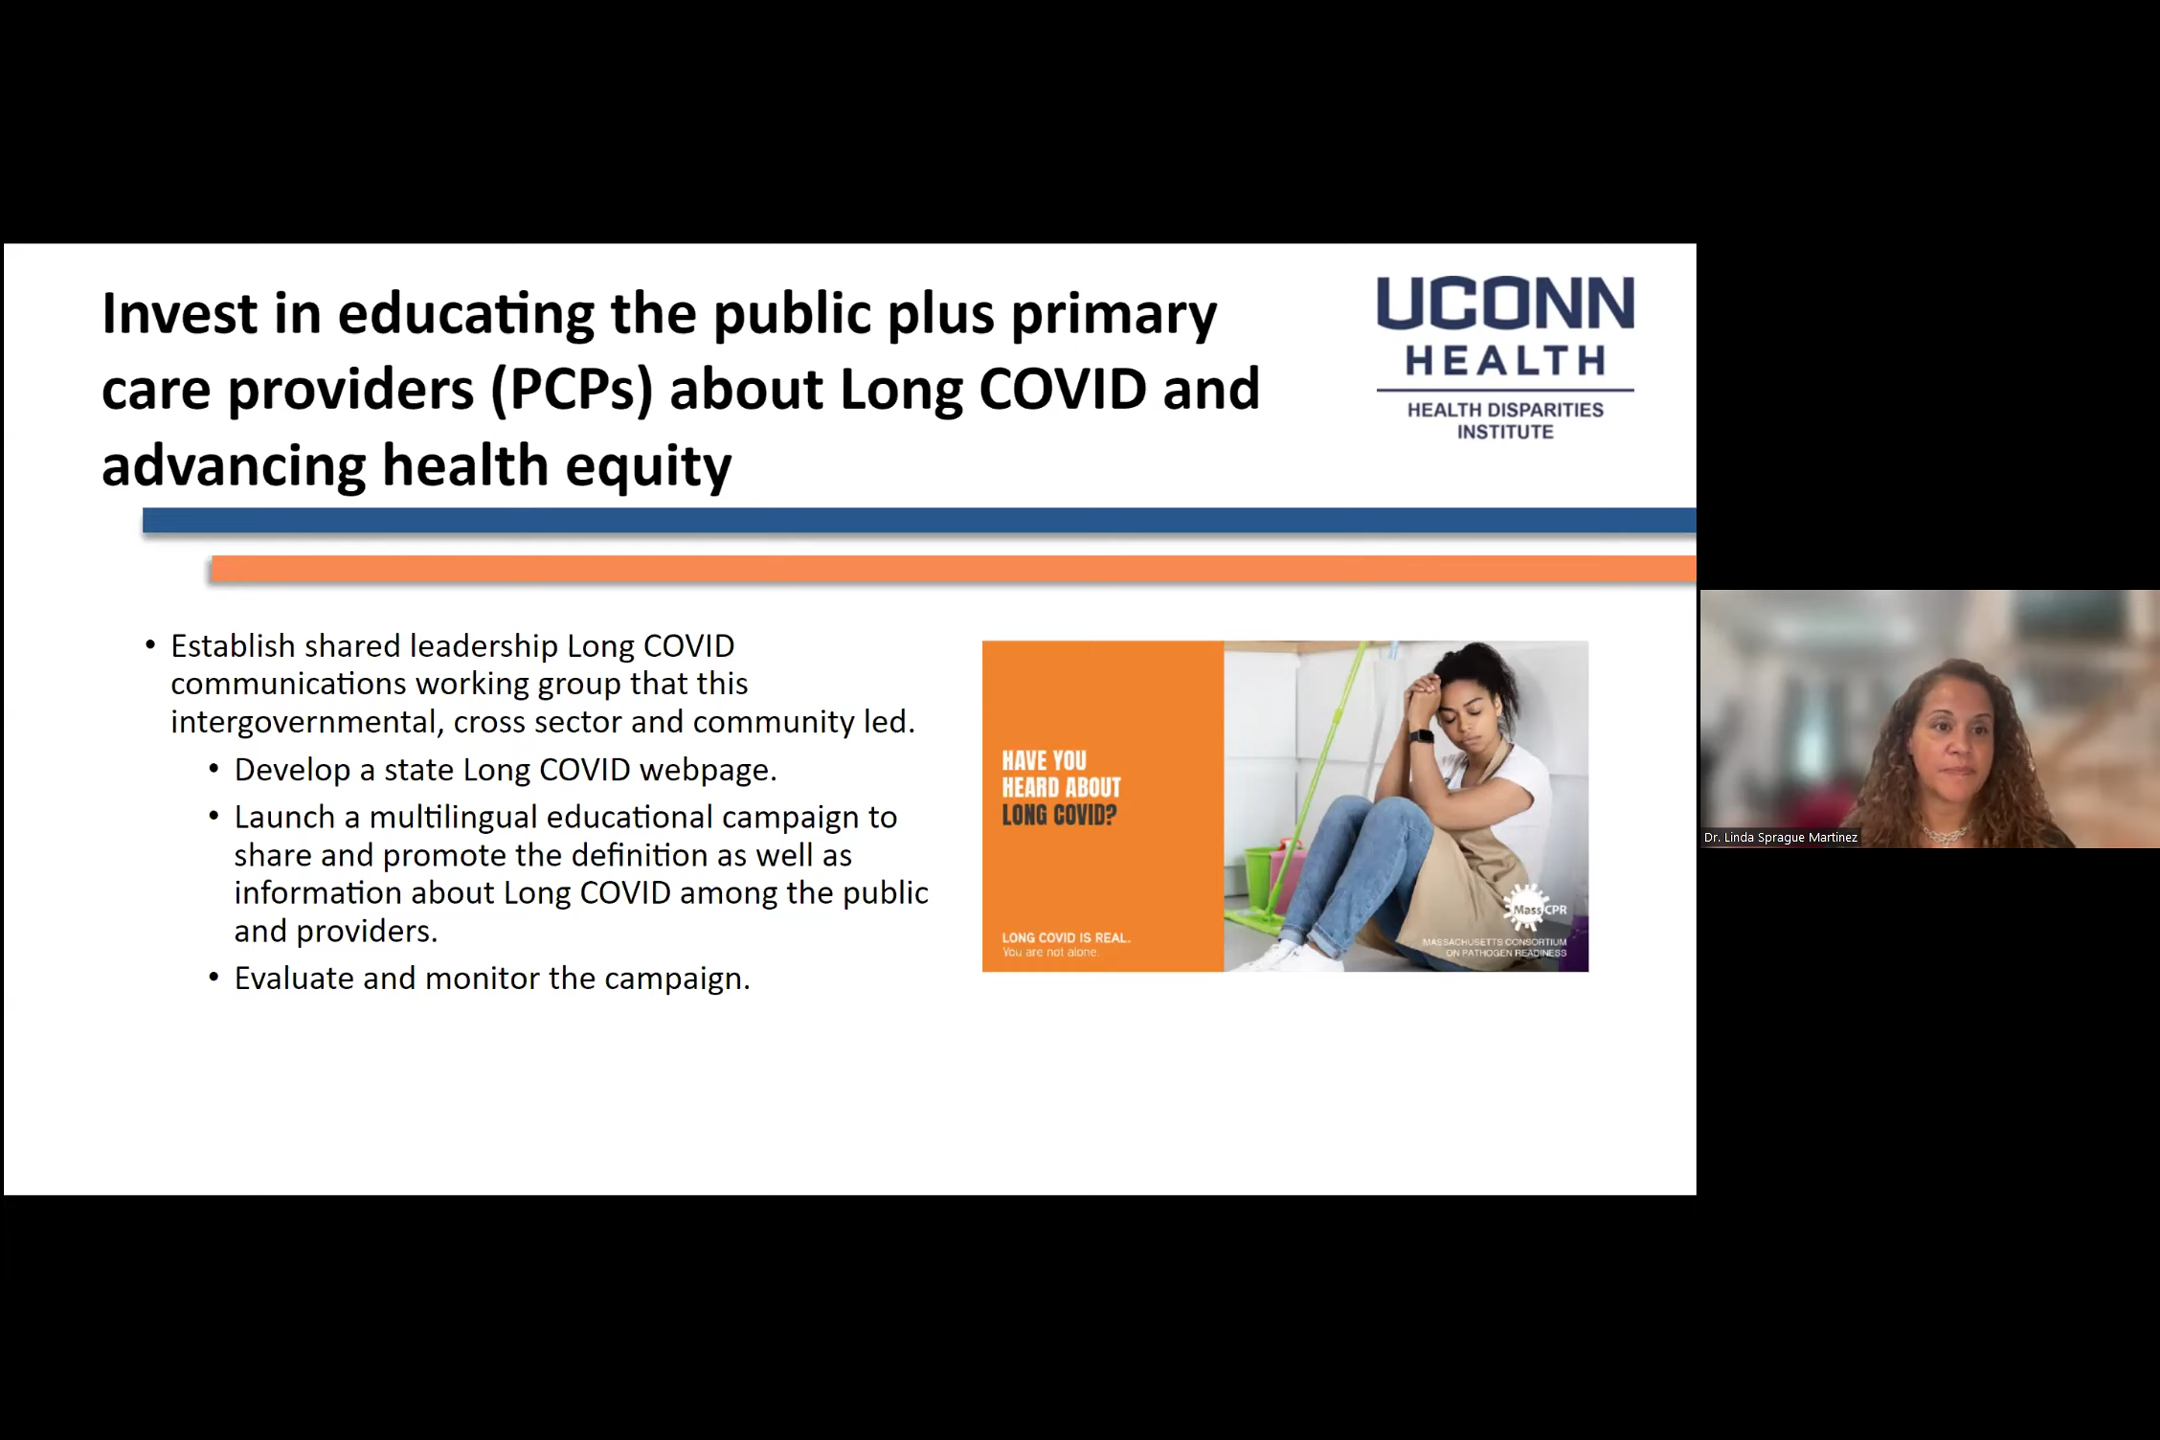 Invest in educating the public plus primary
care providers (PCPs) about Long COVID and
advancing health equity
UCONN
HEALTH
HEALTH DISPARITIES
INSTITUTE
• Establish shared leadership Long COVID
communications working group that this
intergovernmental, cross sector and community led.
• Develop a state Long COVID webpage.
• Launch a multilingual educational campaign to
share and promote the definition as well as
information about Long COVID among the public
and providers.
• Evaluate and monitor the campaign.
HAVE YOU
HEARD ABOUT
LONG COVID?
LONG COVID IS REAL.
You are not alone.
MassCPR
MASSACHUSETTS CONSORTIUM
ON PATHOGEN READINESS
Dr. Linda Sprague Martinez